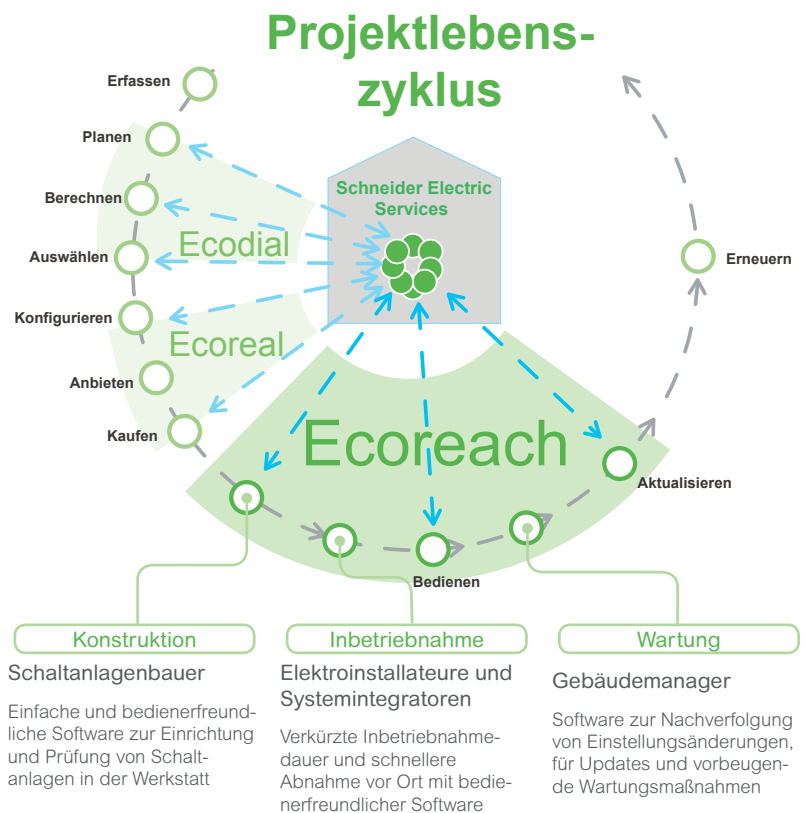 Projektlebens-
zyklus
Erfassen
Planen
Berechnen
Auswählen
Konfigurieren
Anbieten
Kaufen
Schneider Electric
Services
Ecodial
Ecoreal
Ecoreach
Erneuern
Aktualisieren
Bedienen
Konstruktion
Schaltanlagenbauer
Einfache und bedienerfreund-
liche Software zur Einrichtung
und Prüfung von Schalt-
anlagen in der Werkstatt
Inbetriebnahme
Elektroinstallateure und
Systemintegratoren
Verkürzte Inbetriebnahme-
dauer und schnellere
Abnahme vor Ort mit bedie-
nerfreundlicher Software
Wartung
Gebäudemanager
Software zur Nachverfolgung
von Einstellungsänderungen,
für Updates und vorbeugen-
de Wartungsmaßnahmen